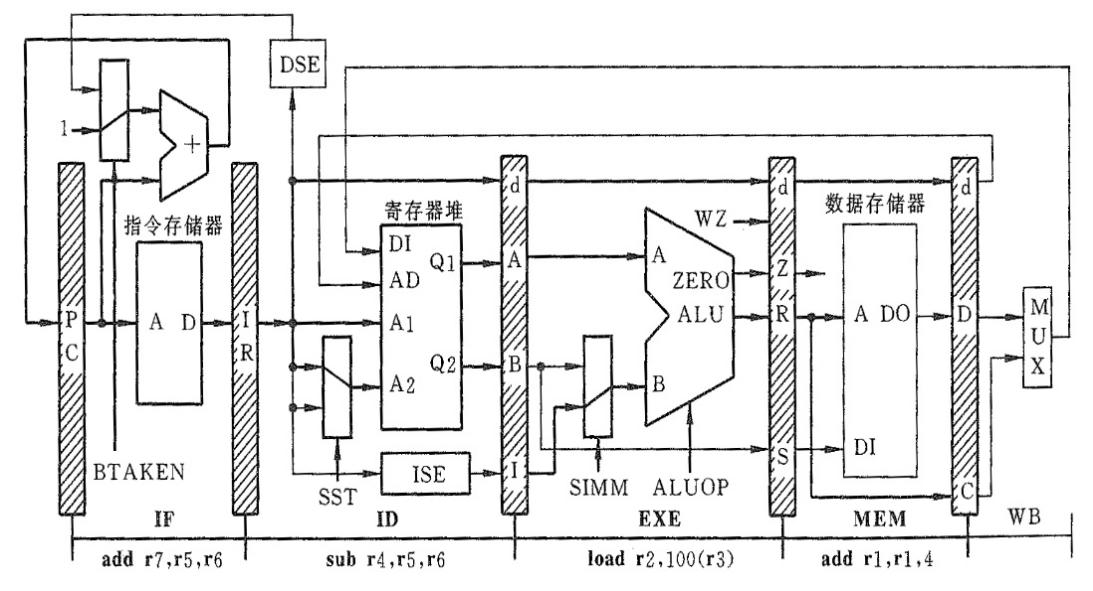 DSE
1
+
指令存储器
寄存器堆
数据存储器
d
d
d
WZ
DI
AD
Q1
A
A
ZERO
Z
P
C
A D
I
R
A1
ALU
R
A DO
D
M
U
X
Q2
A2
B
B
BTAKEN
SST
ISE
I
SIMM
ALUOP
S
DI
C
IF
ID
EXE
MEM
WB
add r7,r5,r6
sub r4,r5,r6
load r2,100(r3)
add r1,r1,4